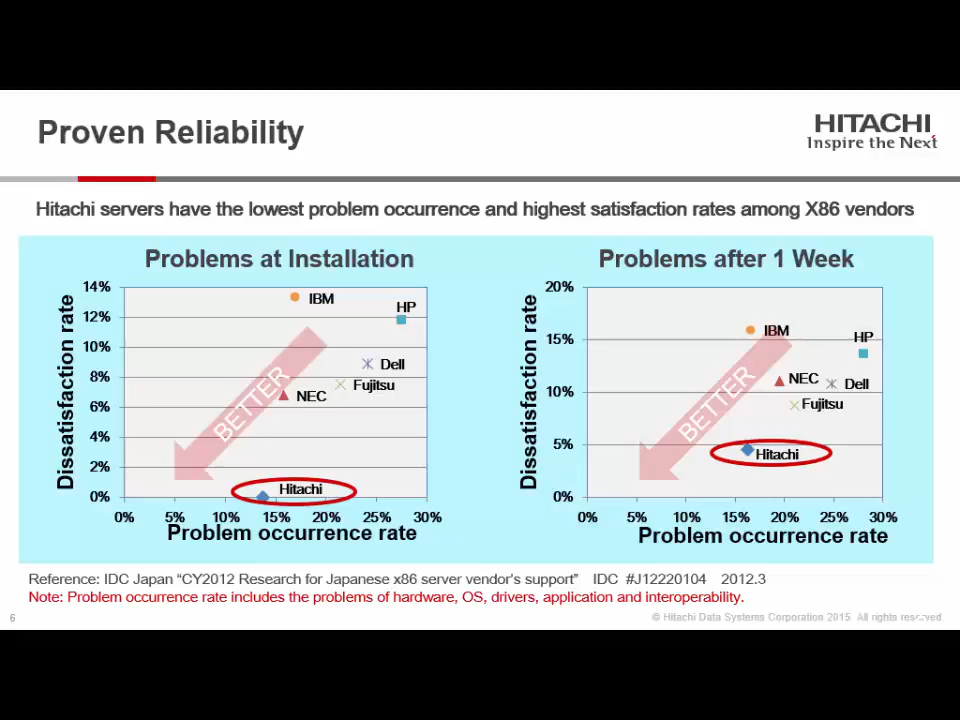 Proven Reliability
HITACHI
Inspire the Next
Hitachi servers have the lowest problem occurrence and highest satisfaction rates among X86 vendors
Problems at Installation
Dissatisfaction rate
14%
12%
10%
8%
6%
4%
2%
0%
IBM
HP
Dell
Fujitsu
NEC
BETTER
Hitachi
0% 5% 10% 15% 20% 25% 30%
Problem occurrence rate
Problems after 1 Week
Dissatisfaction rate
20%
15%
10%
5%
0%
IBM
HP
NEC
Dell
Fujitsu
BETTER
Hitachi
0% 5% 10% 15% 20% 25% 30%
Problem occurrence rate
Reference: IDC Japan “CY2012 Research for Japanese x86 server vendor's support” IDC #J12220104 2012.3
Note: Problem occurrence rate includes the problems of hardware, OS, drivers, application and interoperability.
6
© Hitachi Data Systems Corporation 2015 All rights reserved